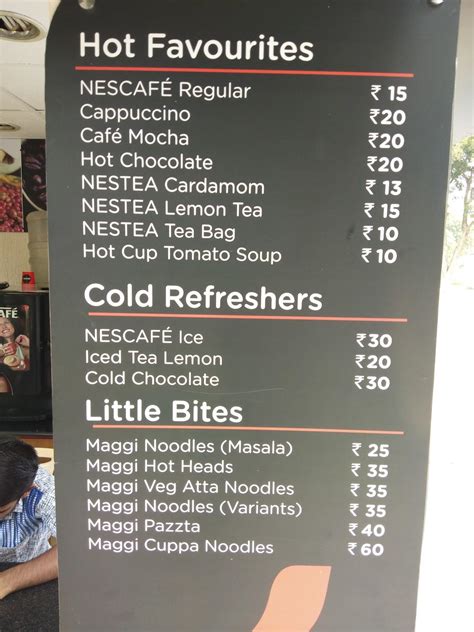 Hot Favourites
NESCAFÉ Regular ₹ 15
Cappuccino ₹20
Café Mocha ₹20
Hot Chocolate ₹20
NESTEA Cardamom ₹ 13
NESTEA Lemon Tea ₹ 15
NESTEA Tea Bag ₹ 10
Hot Cup Tomato Soup ₹ 10
Cold Refreshers
NESCAFÉ Ice ₹30
Iced Tea Lemon ₹20
Cold Chocolate ₹30
Little Bites
Maggi Noodles (Masala) ₹ 25
Maggi Hot Heads ₹ 35
Maggi Veg Atta Noodles ₹ 35
Maggi Noodles (Variants) ₹ 35
Maggi Pazzta ₹40
Maggi Cuppa Noodles ₹60